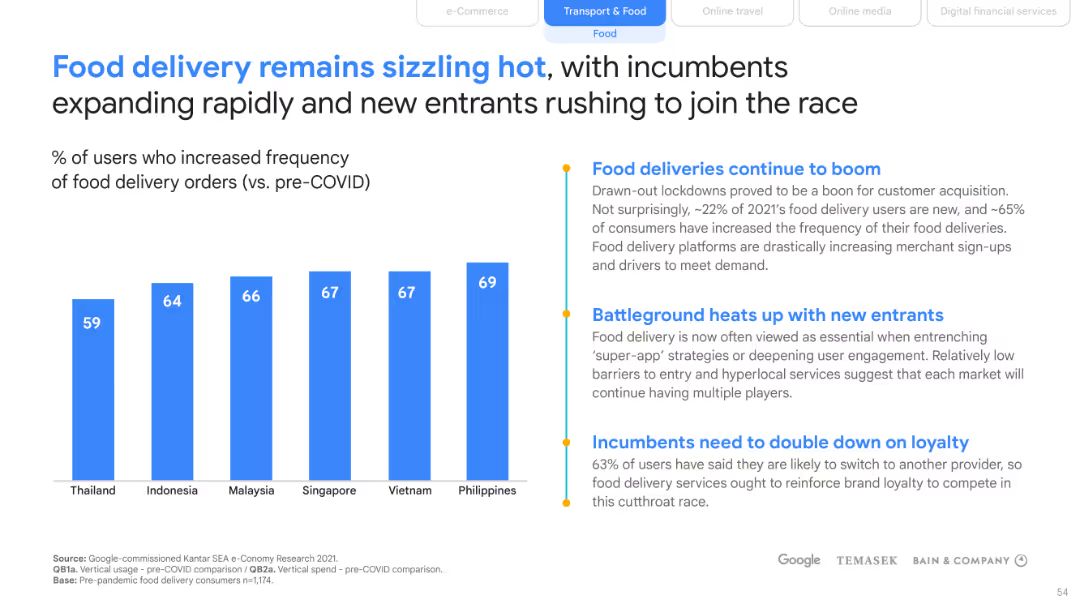 e-Commerce
Transport & Food
Online travel
Online media
Digital financial services
Food
Food delivery remains sizzling hot, with incumbents
expanding rapidly and new entrants rushing to join the race
% of users who increased frequency
of food delivery orders (vs. pre-COVID)
59
64
66
67
67
69
Thailand
Indonesia
Malaysia
Singapore
Vietnam
Philippines
Food deliveries continue to boom
Drawn-out lockdowns proved to be a boon for customer acquisition.
Not surprisingly, ~22% of 2021's food delivery users are new, and ~65%
of consumers have increased the frequency of their food deliveries.
Food delivery platforms are drastically increasing merchant sign-ups
and drivers to meet demand.
Battleground heats up with new entrants
Food delivery is now often viewed as essential when entrenching
‘super-app’ strategies or deepening user engagement. Relatively low
barriers to entry and hyperlocal services suggest that each market will
continue having multiple players.
Incumbents need to double down on loyalty
63% of users have said they are likely to switch to another provider, so
food delivery services ought to reinforce brand loyalty to compete in
this cutthroat race.
Source: Google-commissioned Kantar SEA e-Conomy Research 2021.
QB1a. Vertical usage - pre-COVID comparison / QB2a. Vertical spend - pre-COVID comparison.
Base: Pre-pandemic food delivery consumers n=1,174.
Google
TEMASEK
BAIN & COMPANY
54